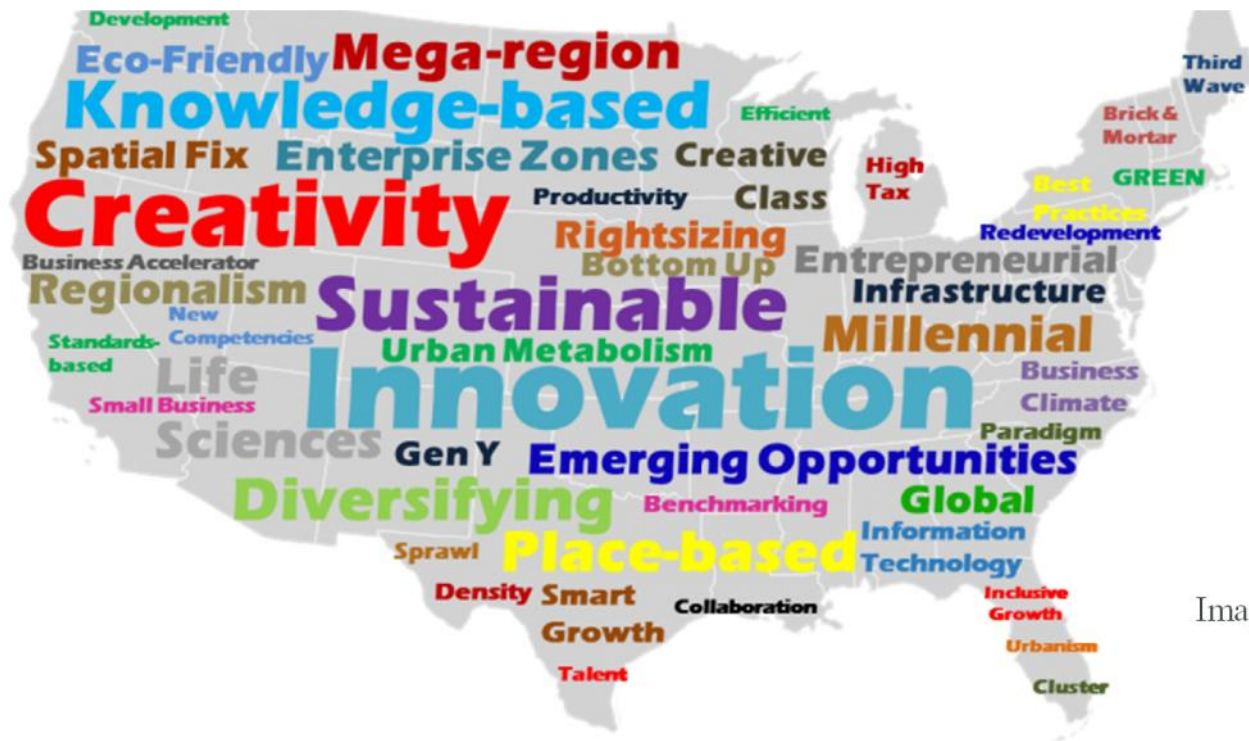 Development
Eco-Friendly
Mega-region
Third
Wave
Knowledge-based
Efficient
Brick &
Mortar
Spatial Fix
Enterprise Zones
Creative
Class
High
Tax
GREEN
Best
Practices
Creativity
Productivity
Rightsizing
Redevelopment
Business Accelerator
Bottom Up
Entrepreneurial
Regionalism
Sustainable
Infrastructure
New
Competencies
Millennial
Standards-
based
Urban Metabolism
Life
Sciences
Innovation
Business
Climate
Small Business
Paradigm
Gen Y
Emerging Opportunities
Diversifying
Benchmarking
Global
Information
Technology
Sprawl
Place-based
Density
Smart
Growth
Collaboration
Inclusive
Growth
Ima
Urbanism
Talent
Cluster